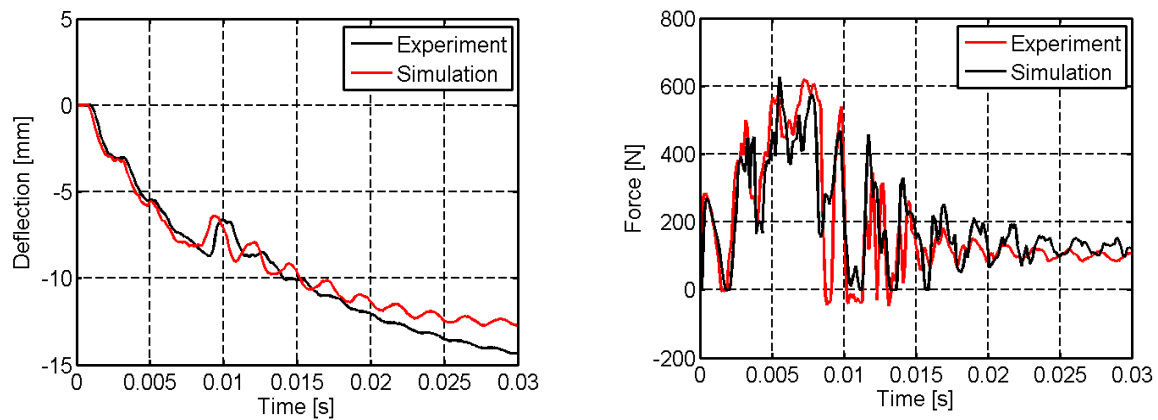 5
0
-5
-10
-15
Deflection [mm]
0 0.005 0.01 0.015 0.02 0.025 0.03
Time [s]
Experiment
Simulation
800
600
400
200
0
-200
Force [N]
0 0.005 0.01 0.015 0.02 0.025 0.03
Time [s]
Experiment
Simulation